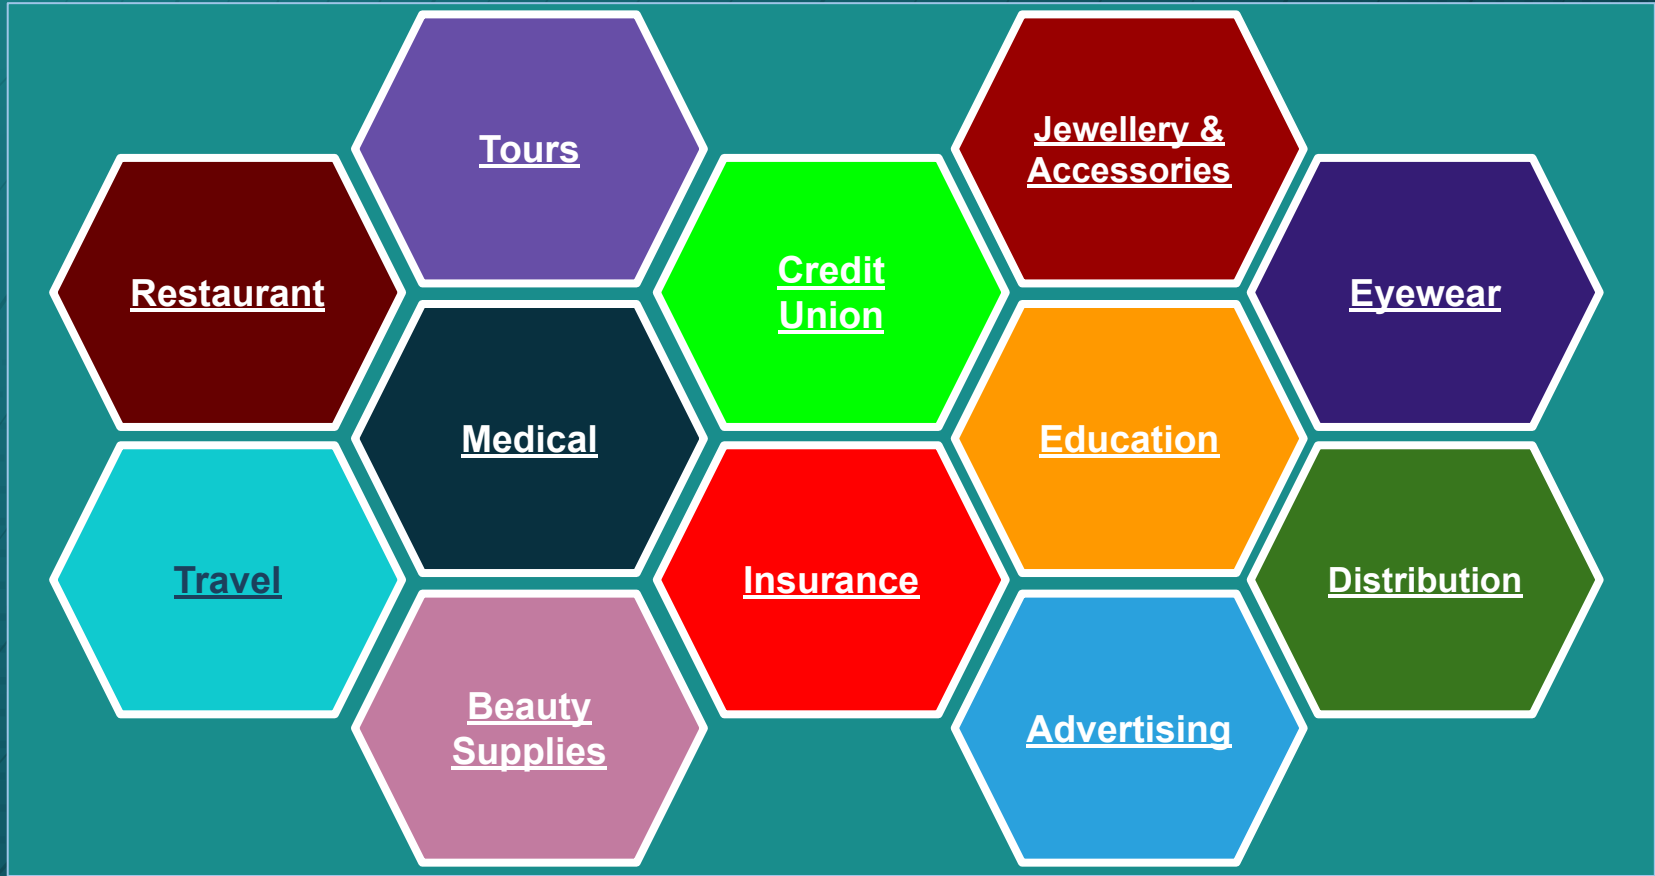 Tours
Jewellery &
Accessories
Restaurant
Credit
Union
Eyewear
Medical
Education
Travel
Insurance
Distribution
Beauty
Supplies
Advertising